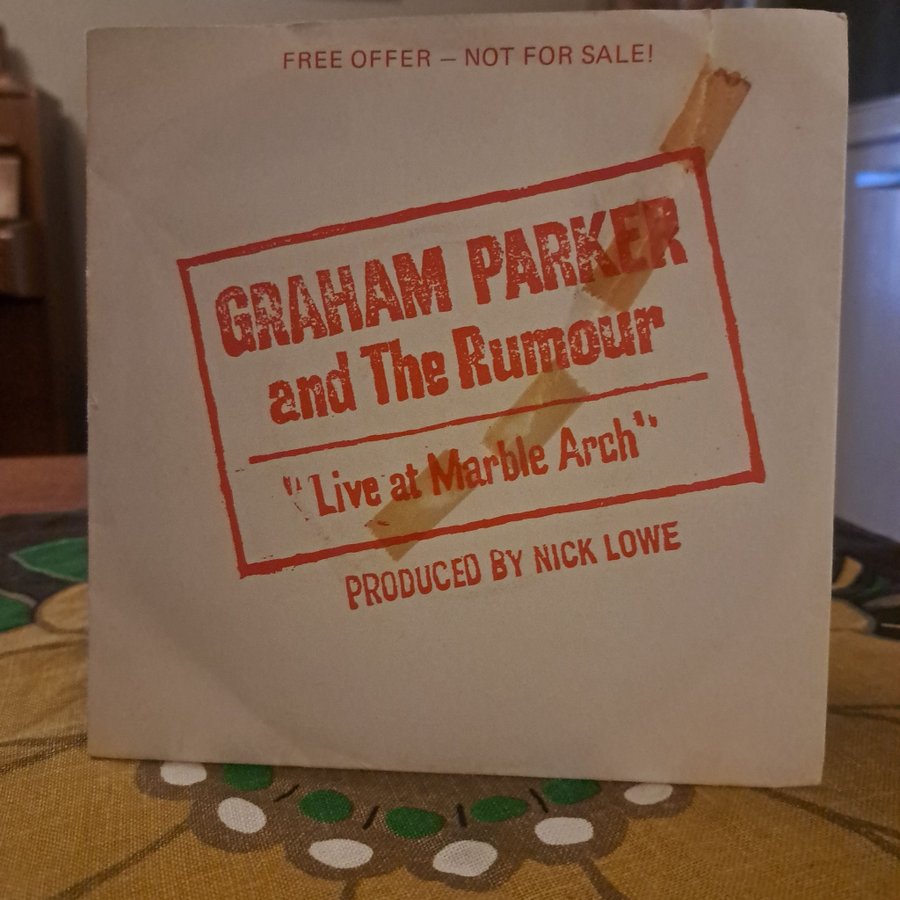 FREE OFFER – NOT FOR SALE!
GRAHAM PARKER
and The Rumour
"Live at Marble Arch"
PRODUCED BY NICK LOWE